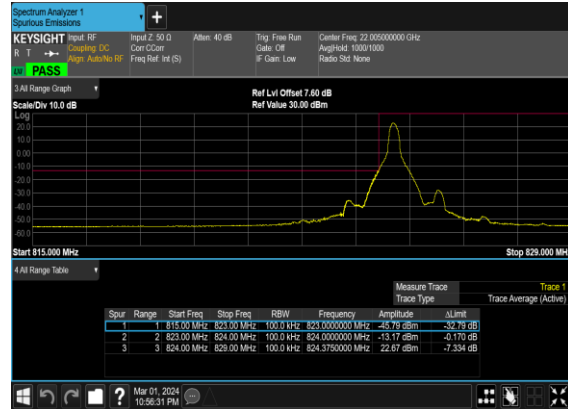 Spectrum Analyzer 1
Spurious Emissions
KEYSIGHT Input: RF Input Z: 50 Ω Atten: 40 dB Trig: Free Run Center Freq: 22.005000000 GHz
R T Coupling: DC Corr CCorr Gate: Off Avg|Hold: 1000/1000
Align: Auto/No RF Freq Ref: Int (S) IF Gain: Low Radio Std: None
LXI PASS
3 All Range Graph
Ref Lvl Offset 7.60 dB
Scale/Div 10.0 dB Ref Value 30.00 dBm
Log
20.0
10.0
0.00
-10.0
-20.0
-30.0
-40.0
-50.0
-60.0
Start 815.000 MHz Stop 829.000 MH
4 All Range Table
Measure Trace Trace 1
Trace Type Trace Average (Active)
Spur Range Start Freq Stop Freq RBW Frequency Amplitude ΔLimit
1 1 815.00 MHz 823.00 MHz 100.0 kHz 823.0000000 MHz -45.79 dBm -32.79 dB
2 2 823.00 MHz 824.00 MHz 100.0 kHz 824.0000000 MHz -13.17 dBm -0.170 dB
3 3 824.00 MHz 829.00 MHz 100.0 kHz 824.3750000 MHz 22.67 dBm -7.334 dB
? Mar 01, 2024
10:56:31 PM